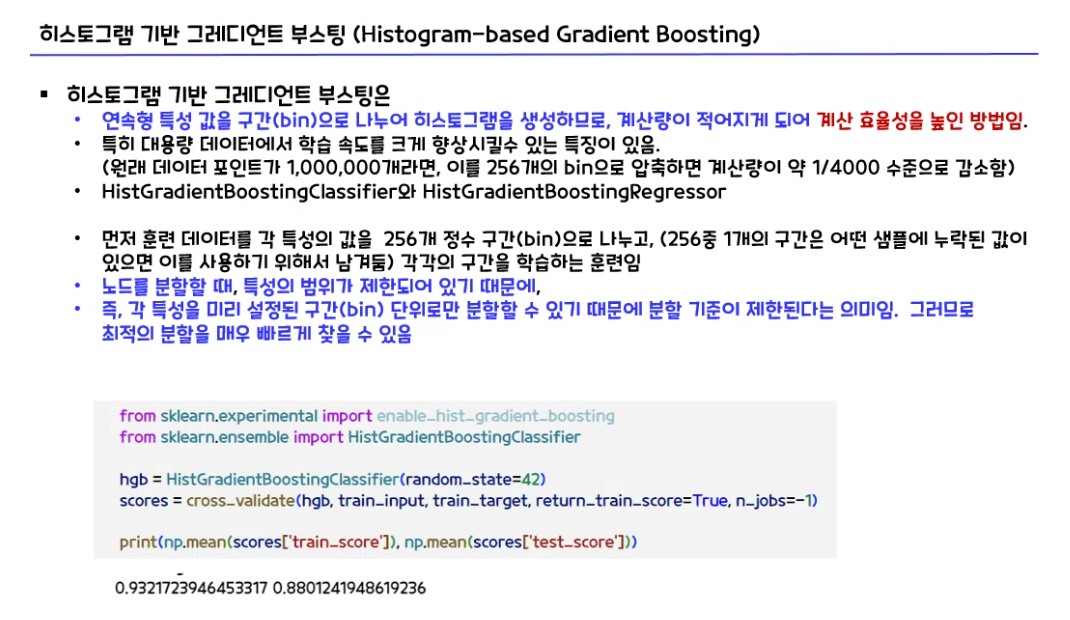 히스토그램 기반 그레디언트 부스팅 (Histogram-based Gradient Boosting)
▪ 히스토그램 기반 그레디언트 부스팅은
• 연속형 특성 값을 구간(bin)으로 나누어 히스토그램을 생성하므로, 계산량이 적어지게 되어 계산 효율성을 높인 방법임.
• 특히 대용량 데이터에서 학습 속도를 크게 향상시킬수 있는 특징이 있음.
(원래 데이터 포인트가 1,000,000개라면, 이를 256개의 bin으로 압축하면 계산량이 약 1/4000 수준으로 감소함)
• HistGradientBoostingClassifier와 HistGradientBoostingRegressor
• 먼저 훈련 데이터를 각 특성의 값을 256개 정수 구간(bin)으로 나누고, (256중 1개의 구간은 어떤 샘플에 누락된 값이
있으면 이를 사용하기 위해서 남겨둠) 각각의 구간을 학습하는 훈련임
• 노드를 분할할 때, 특성의 범위가 제한되어 있기 때문에,
• 즉, 각 특성을 미리 설정된 구간(bin) 단위로만 분할할 수 있기 때문에 분할 기준이 제한된다는 의미임. 그러므로
최적의 분할을 매우 빠르게 찾을 수 있음
from sklearn.experimental import enable_hist_gradient_boosting
from sklearn.ensemble import HistGradientBoostingClassifier
hgb = HistGradientBoostingClassifier(random_state=42)
scores = cross_validate(hgb, train_input, train_target, return_train_score=True, n_jobs=-1)
print(np.mean(scores['train_score']), np.mean(scores['test_score']))
0.9321723946453317 0.8801241948619236